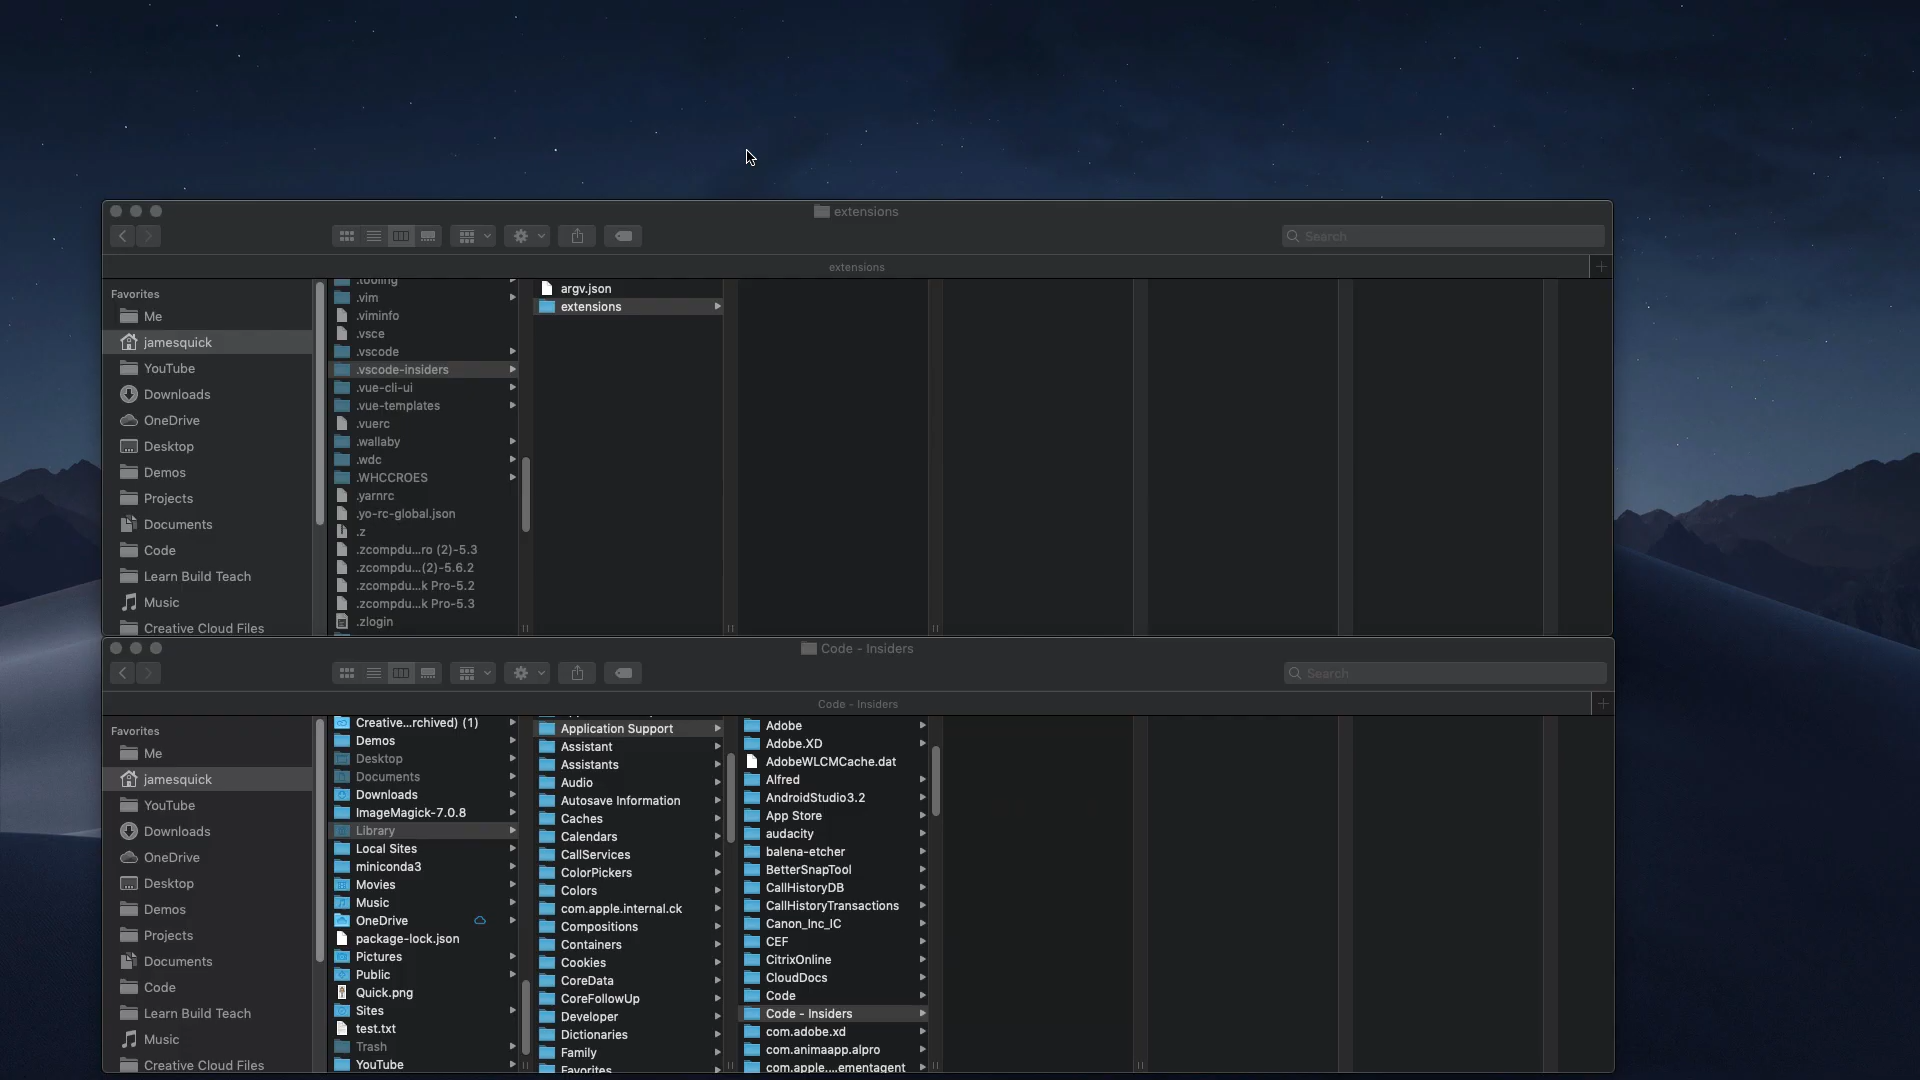 extensions
Search
extensions
Favorites
Me
jamesquick
YouTube
Downloads
OneDrive
Desktop
Demos
Projects
Documents
Code
Learn Build Teach
Music
Creative Cloud Files
.tooling
.vim
.viminfo
.vsce
.vscode
.vscode-insiders
.vue-cli-ui
.vue-templates
.vuerc
.wallaby
.wdc
.WHCCROES
.yarnrc
.yo-rc-global.json
.z
.zcompdu...ro (2)-5.3
.zcompdu...(2)-5.6.2
.zcompdu...k Pro-5.2
.zcompdu...k Pro-5.3
.zlogin
argv.json
extensions
Code - Insiders
Search
Code - Insiders
Favorites
Me
jamesquick
YouTube
Downloads
OneDrive
Desktop
Demos
Projects
Documents
Code
Learn Build Teach
Music
Creative Cloud Files
Creative...rchived) (1)
Demos
Desktop
Documents
Downloads
ImageMagick-7.0.8
Library
Local Sites
miniconda3
Movies
Music
OneDrive
package-lock.json
Pictures
Public
Quick.png
Sites
test.txt
Trash
YouTube
Application Support
Assistant
Assistants
Audio
Autosave Information
Caches
Calendars
CallServices
ColorPickers
Colors
com.apple.internal.ck
Compositions
Containers
Cookies
CoreData
CoreFollowUp
Developer
Dictionaries
Family
Favorites
Adobe
Adobe.XD
AdobeWLCMCache.dat
Alfred
AndroidStudio3.2
App Store
audacity
balena-etcher
BetterSnapTool
CallHistoryDB
CallHistoryTransactions
Canon_Inc_IC
CEF
CitrixOnline
CloudDocs
Code
Code - Insiders
com.adobe.xd
com.animaapp.alpro
com.apple....ementagent